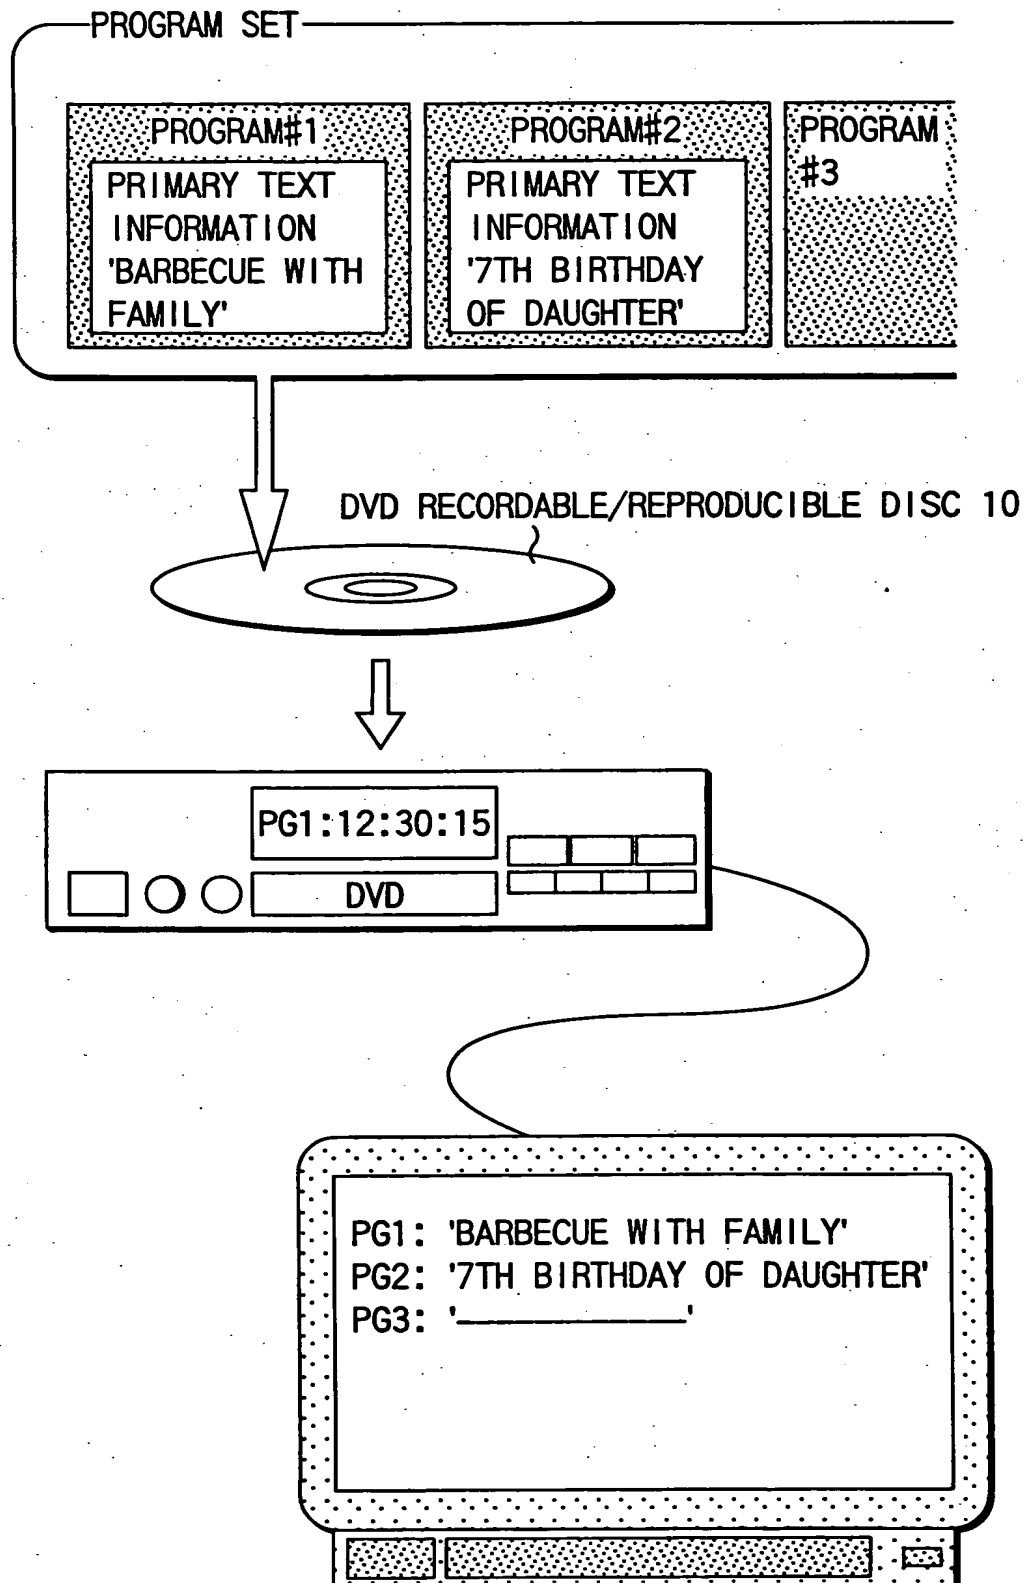 PROGRAM SET
PROGRAM#1
PRIMARY TEXT
INFORMATION
'BARBECUE WITH
FAMILY'
PROGRAM#2
PRIMARY TEXT
INFORMATION
'7TH BIRTHDAY
OF DAUGHTER'
PROGRAM
#3
DVD RECORDABLE/REPRODUCIBLE DISC 10
PG1:12:30:15
DVD
PG1: 'BARBECUE WITH FAMILY'
PG2: '7TH BIRTHDAY OF DAUGHTER'
PG3: '__________'